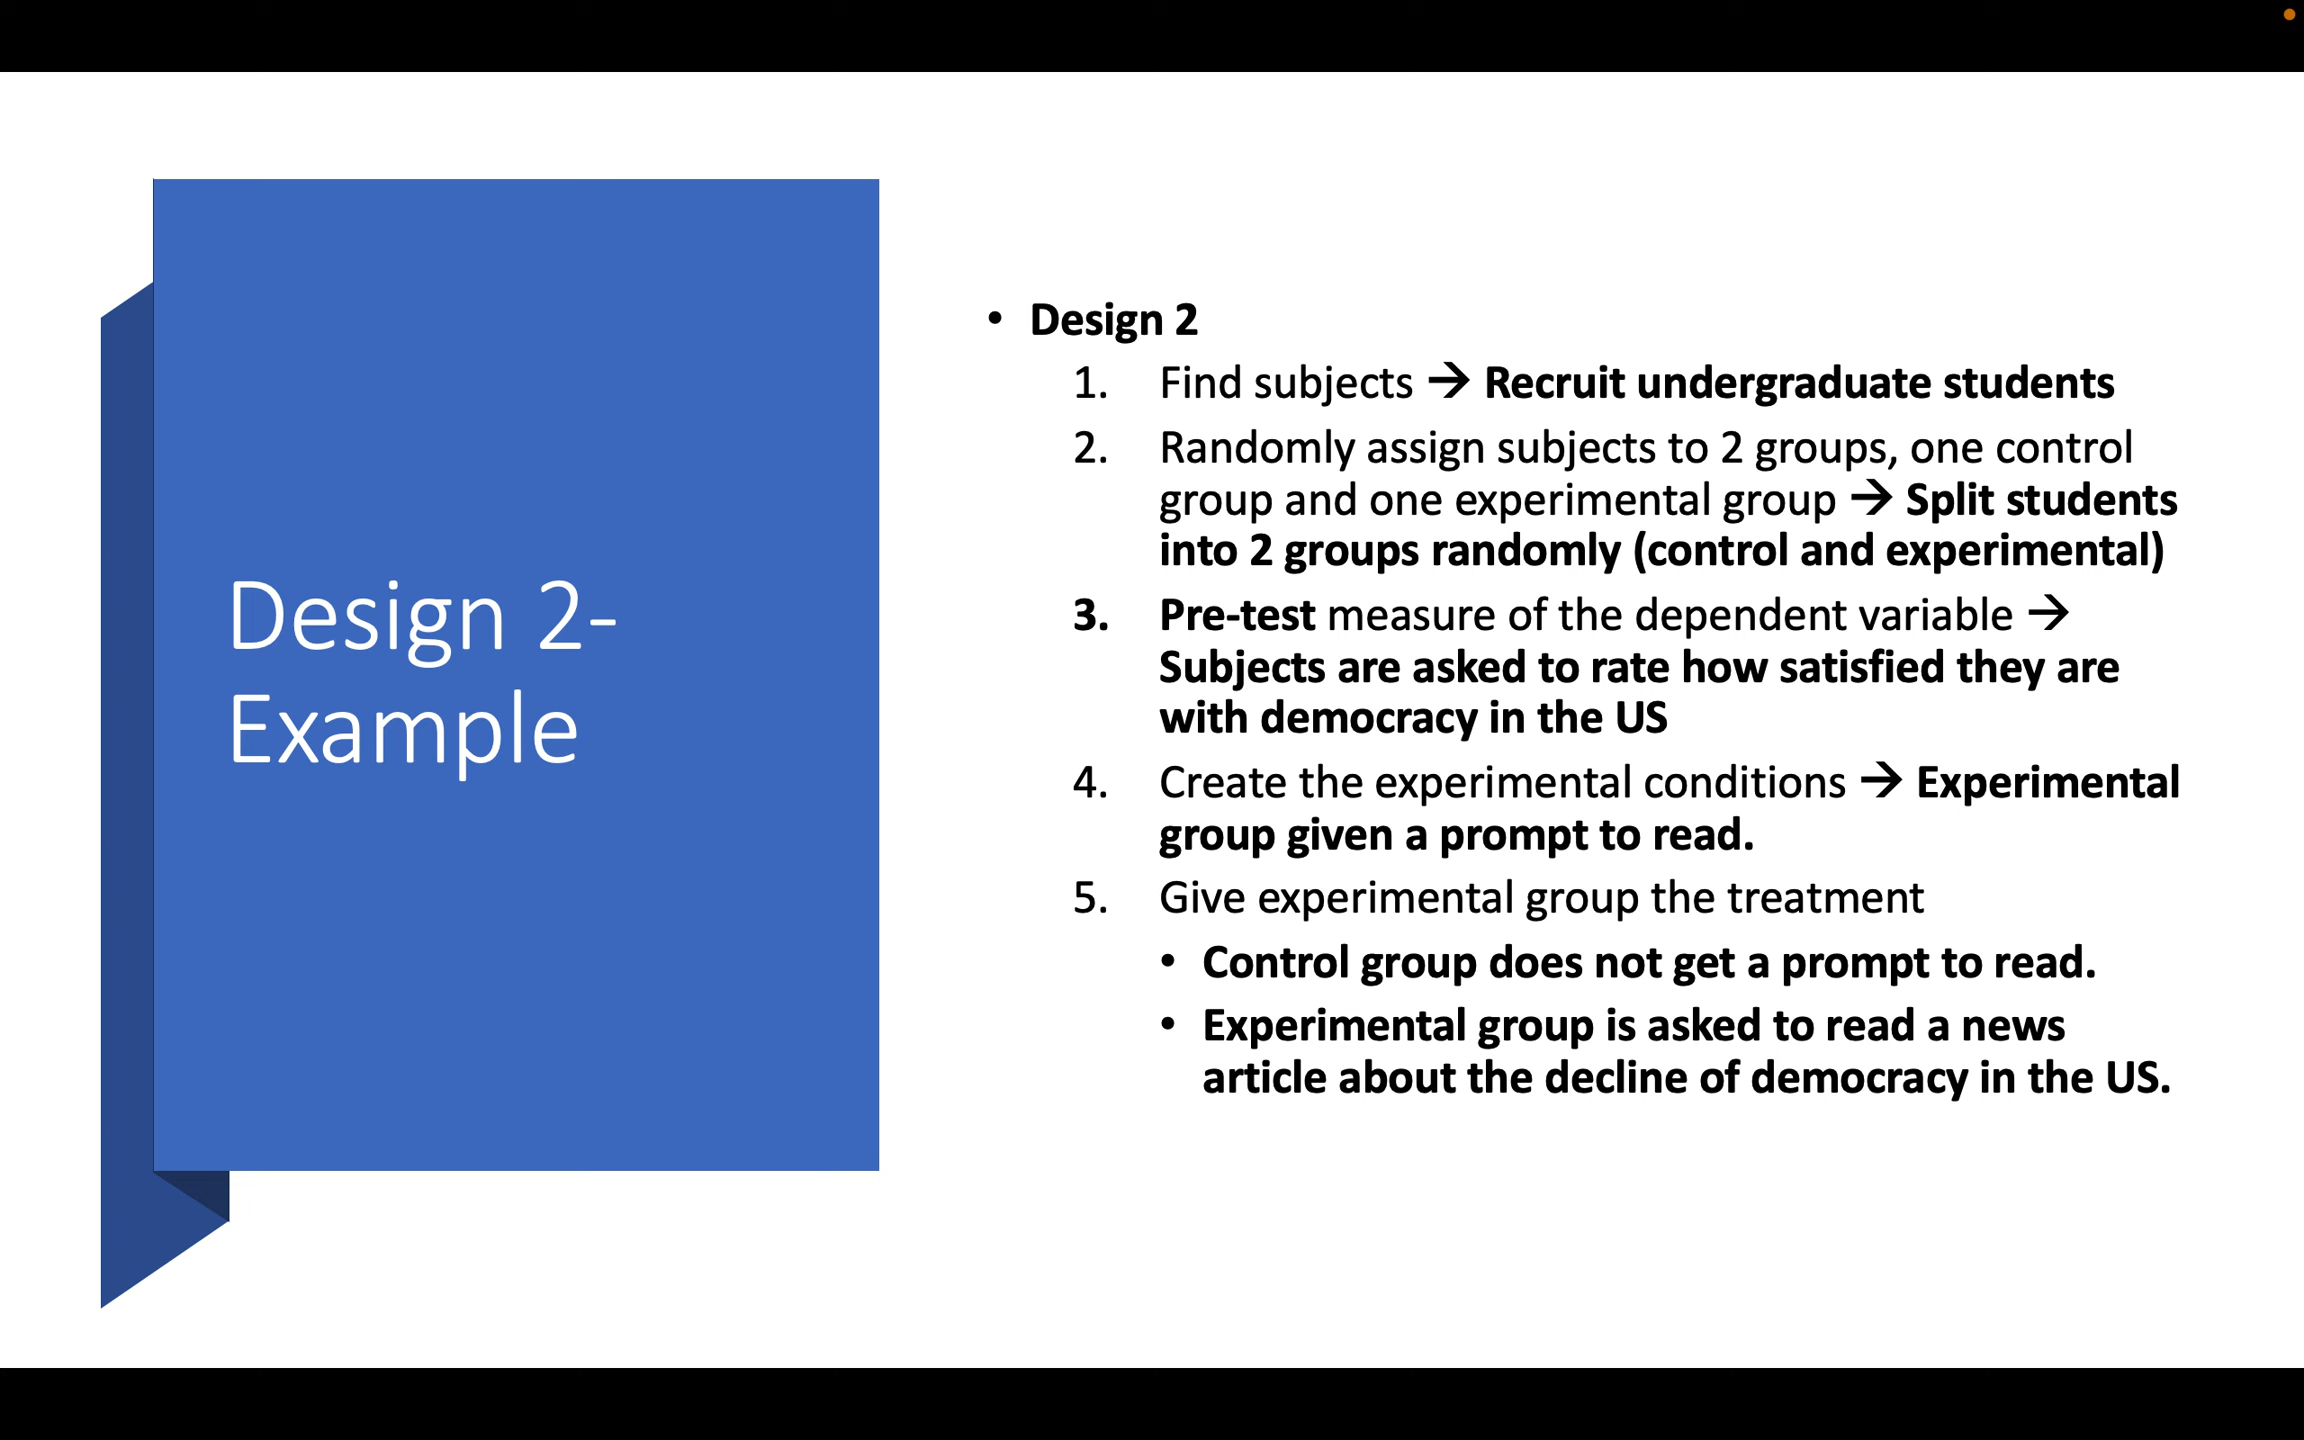 Design 2-
Example
• Design 2
1. Find subjects → Recruit undergraduate students
2. Randomly assign subjects to 2 groups, one control
group and one experimental group → Split students
into 2 groups randomly (control and experimental)
3. Pre-test measure of the dependent variable →
Subjects are asked to rate how satisfied they are
with democracy in the US
4. Create the experimental conditions → Experimental
group given a prompt to read.
5. Give experimental group the treatment
• Control group does not get a prompt to read.
• Experimental group is asked to read a news
article about the decline of democracy in the US.